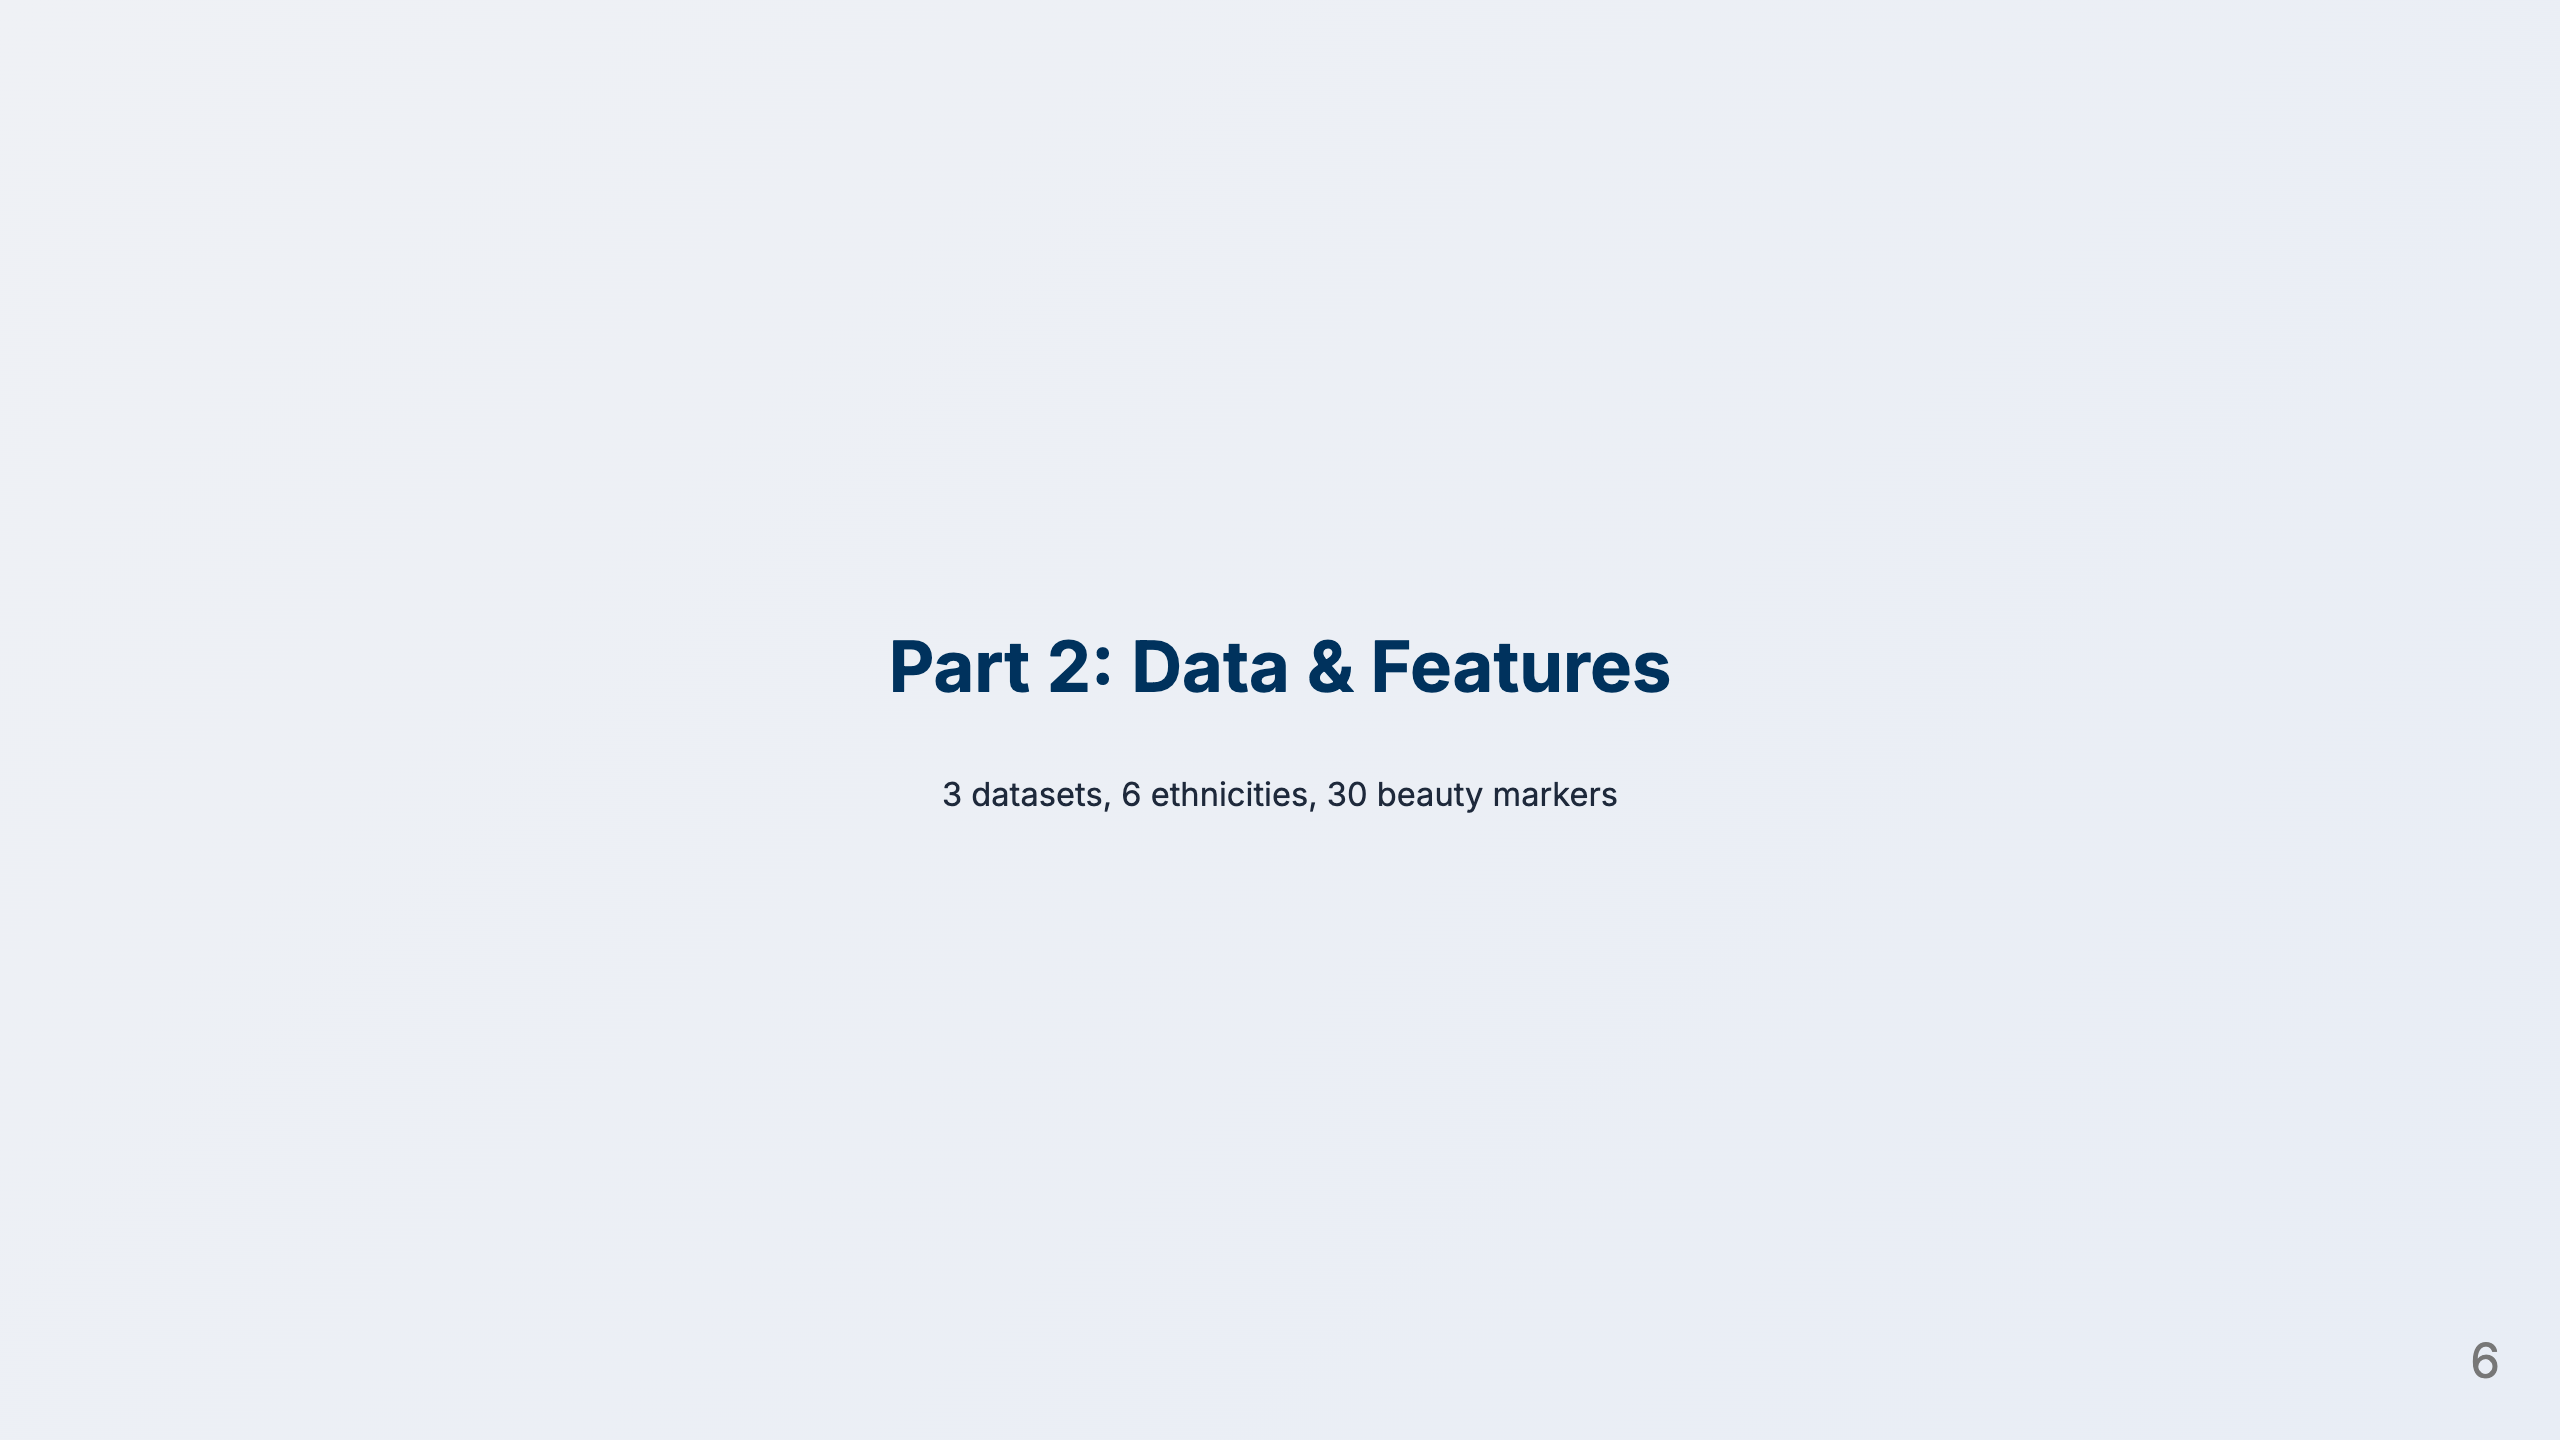 Part 2: Data & Features
3 datasets, 6 ethnicities, 30 beauty markers
6